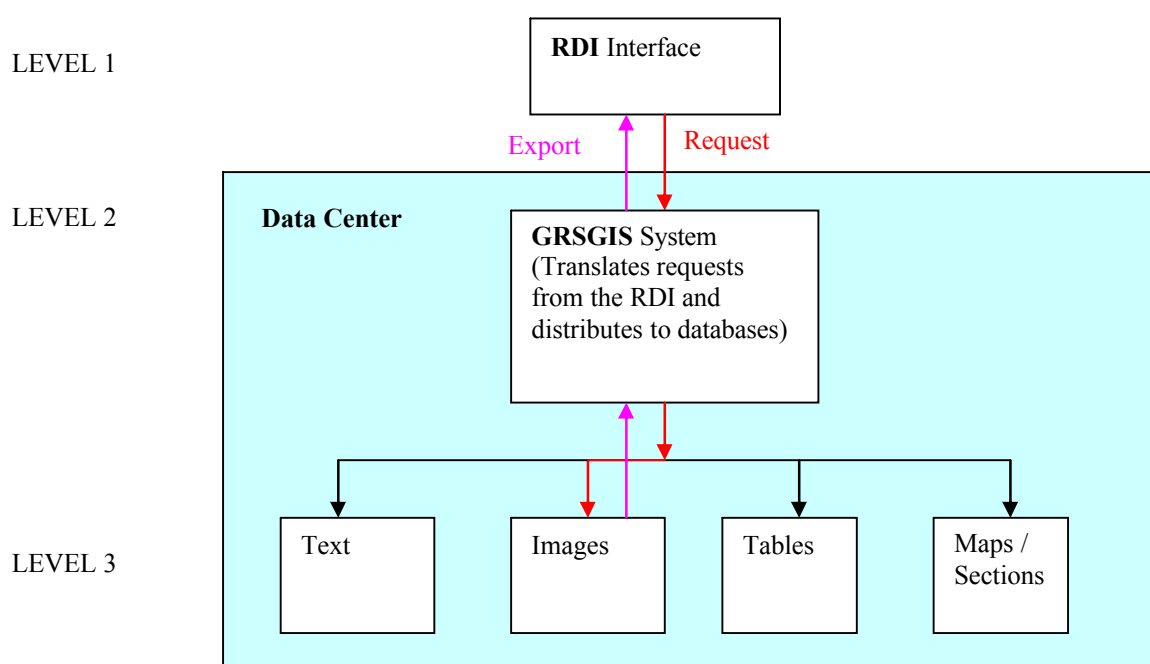 LEVEL 1
RDI Interface
Export
Request
LEVEL 2
Data Center
GRSGIS System
(Translates requests
from the RDI and
distributes to databases)
LEVEL 3
Text
Images
Tables
Maps /
Sections